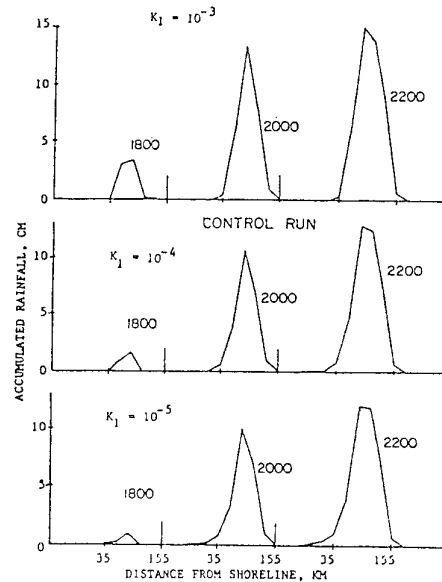 K₁ = 10⁻³
15
10
5
0
1800
2000
2200
CONTROL RUN
K₁ = 10⁻⁴
10
5
0
1800
2000
2200
K₁ = 10⁻⁵
10
5
0
1800
2000
2200
35 155 35 155 35 155
ACCUMULATED RAINFALL, CM
DISTANCE FROM SHORELINE, KM